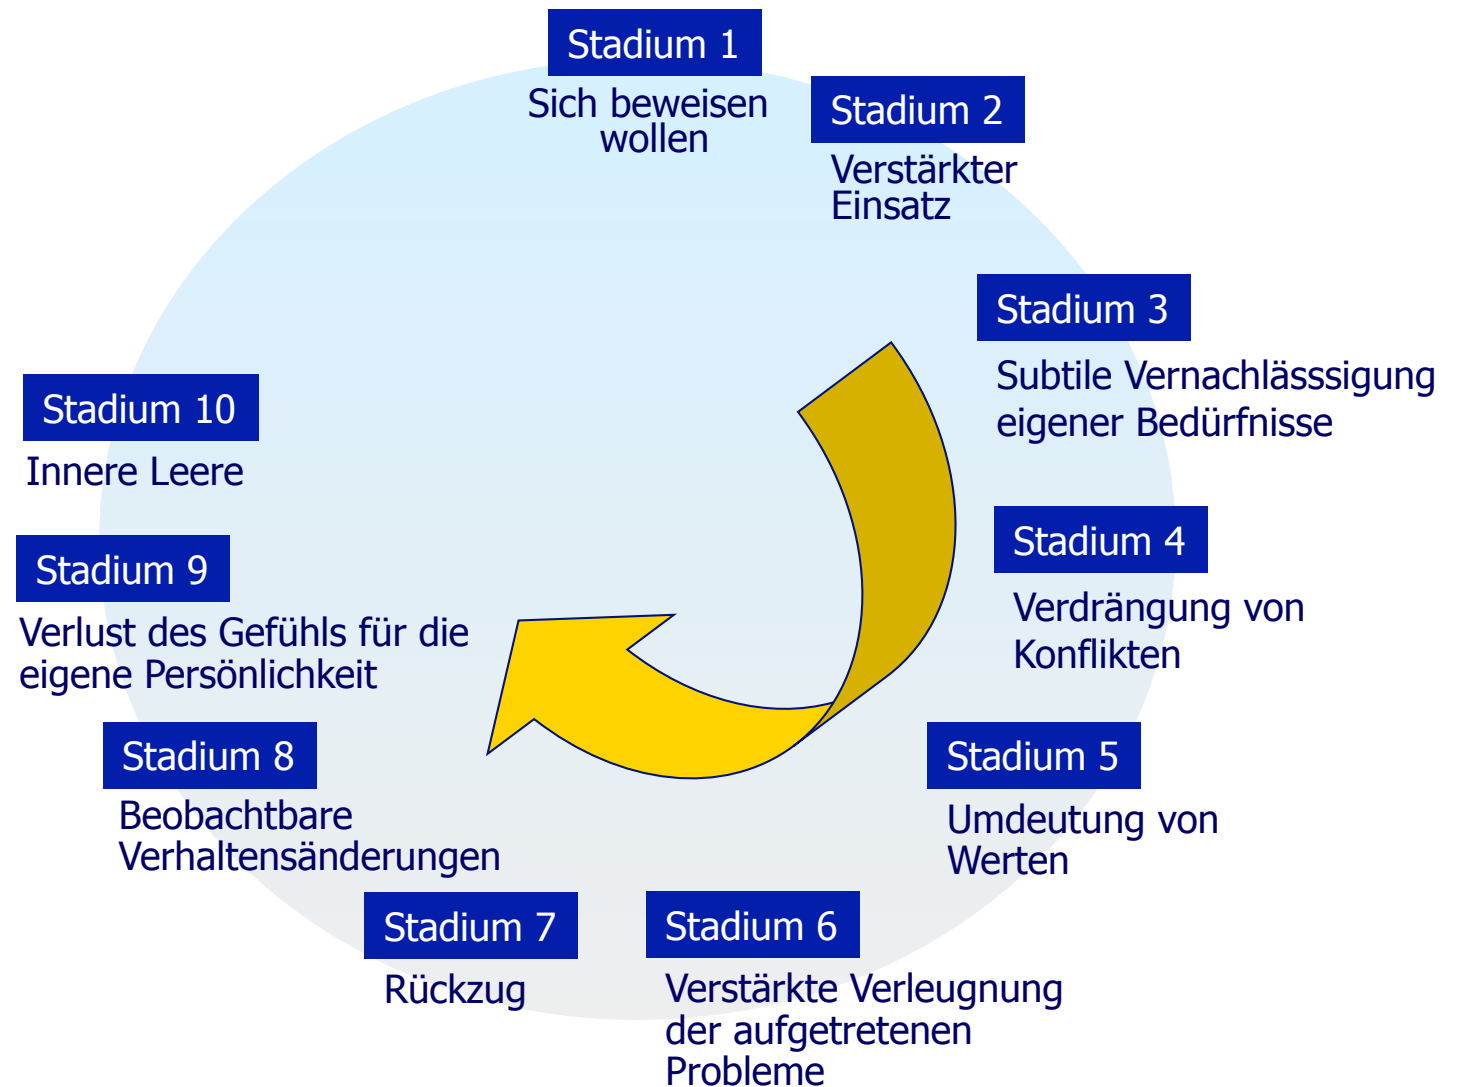 Stadium 1
Sich beweisen
wollen
Stadium 2
Verstärkter
Einsatz
Stadium 3
Subtile Vernachlässsigung
eigener Bedürfnisse
Stadium 4
Verdrängung von
Konflikten
Stadium 5
Umdeutung von
Werten
Stadium 6
Verstärkte Verleugnung
der aufgetretenen
Probleme
Stadium 7
Rückzug
Stadium 8
Beobachtbare
Verhaltensänderungen
Stadium 9
Verlust des Gefühls für die
eigene Persönlichkeit
Stadium 10
Innere Leere